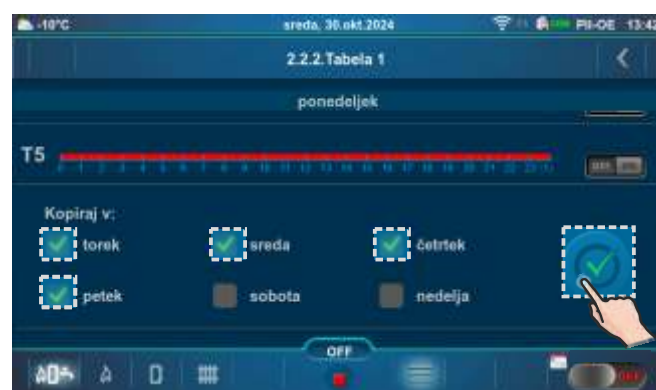 -10°C sreda, 30.okt.2024 PII-OE 13:42
2.2.2.Tabela 1
ponedeljek
T5
Kopiraj v:
torek sreda četrtek
petek sobota nedelja
OFF
OFF